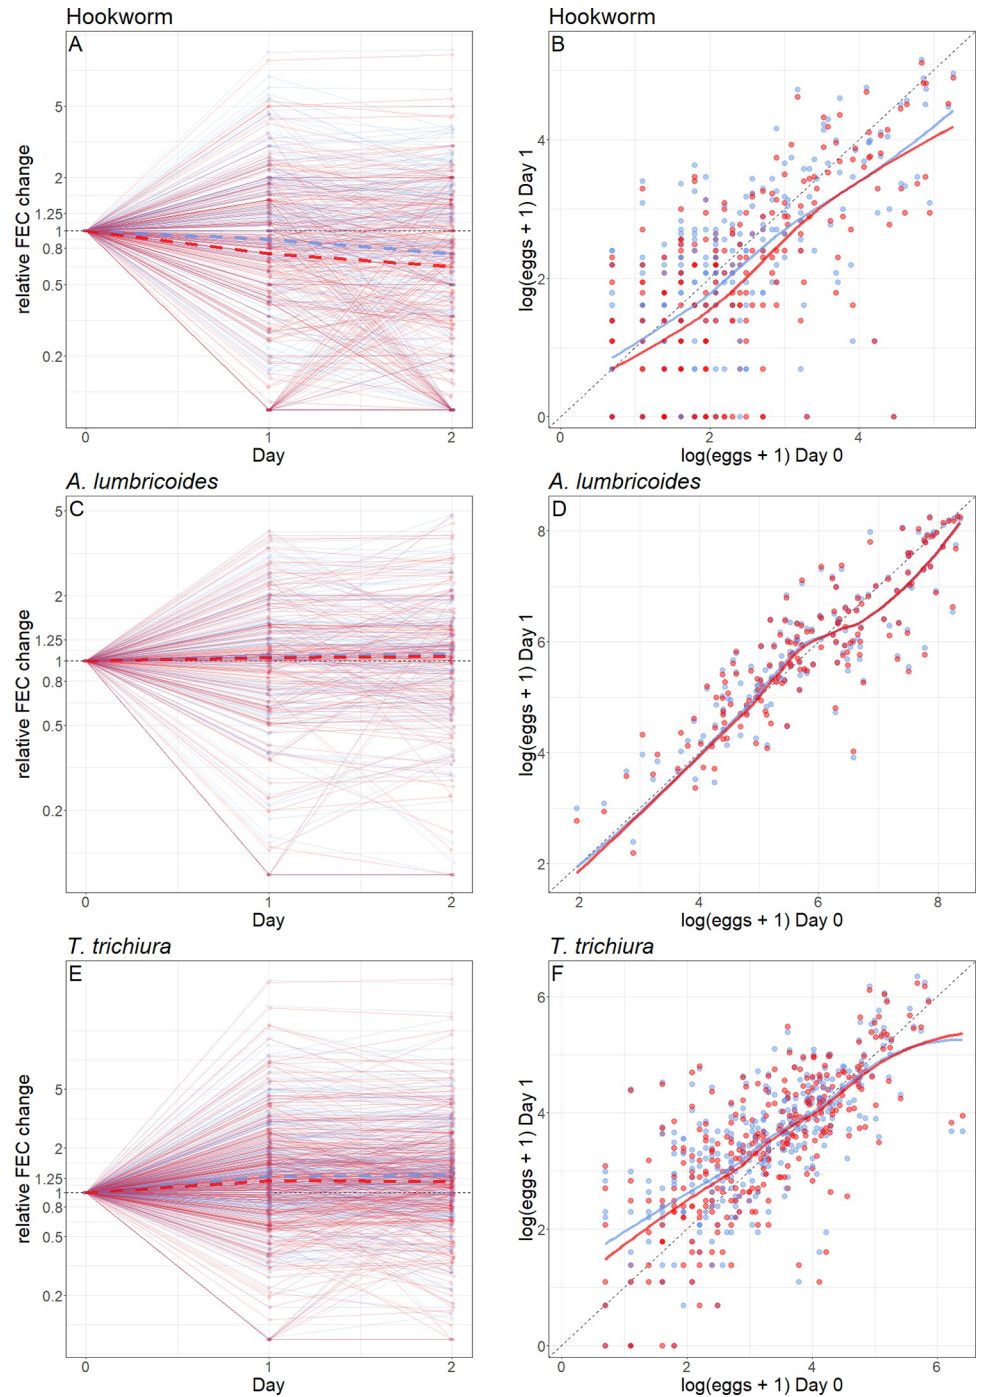 Hookworm
A
5
2
1.25
1
0.8
0.5
0.2
relative FEC change
0
1
2
Day
Hookworm
B
4
2
0
log(eggs + 1) Day 1
0
2
4
log(eggs + 1) Day 0
A. lumbricoides
C
5
2
1.25
1
0.8
0.5
0.2
relative FEC change
0
1
2
Day
A. lumbricoides
D
8
6
4
2
log(eggs + 1) Day 1
2
4
6
8
log(eggs + 1) Day 0
T. trichiura
E
5
2
1.25
1
0.8
0.5
0.2
relative FEC change
0
1
2
Day
T. trichiura
F
6
4
2
0
log(eggs + 1) Day 1
0
2
4
6
log(eggs + 1) Day 0